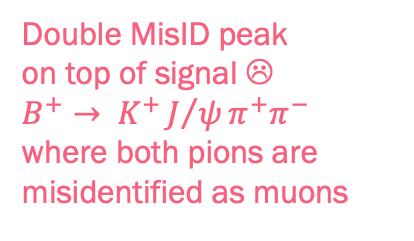 Double MisID peak
on top of signal ☹
B⁺ → K⁺ J/ψ π⁺π⁻
where both pions are
misidentified as muons